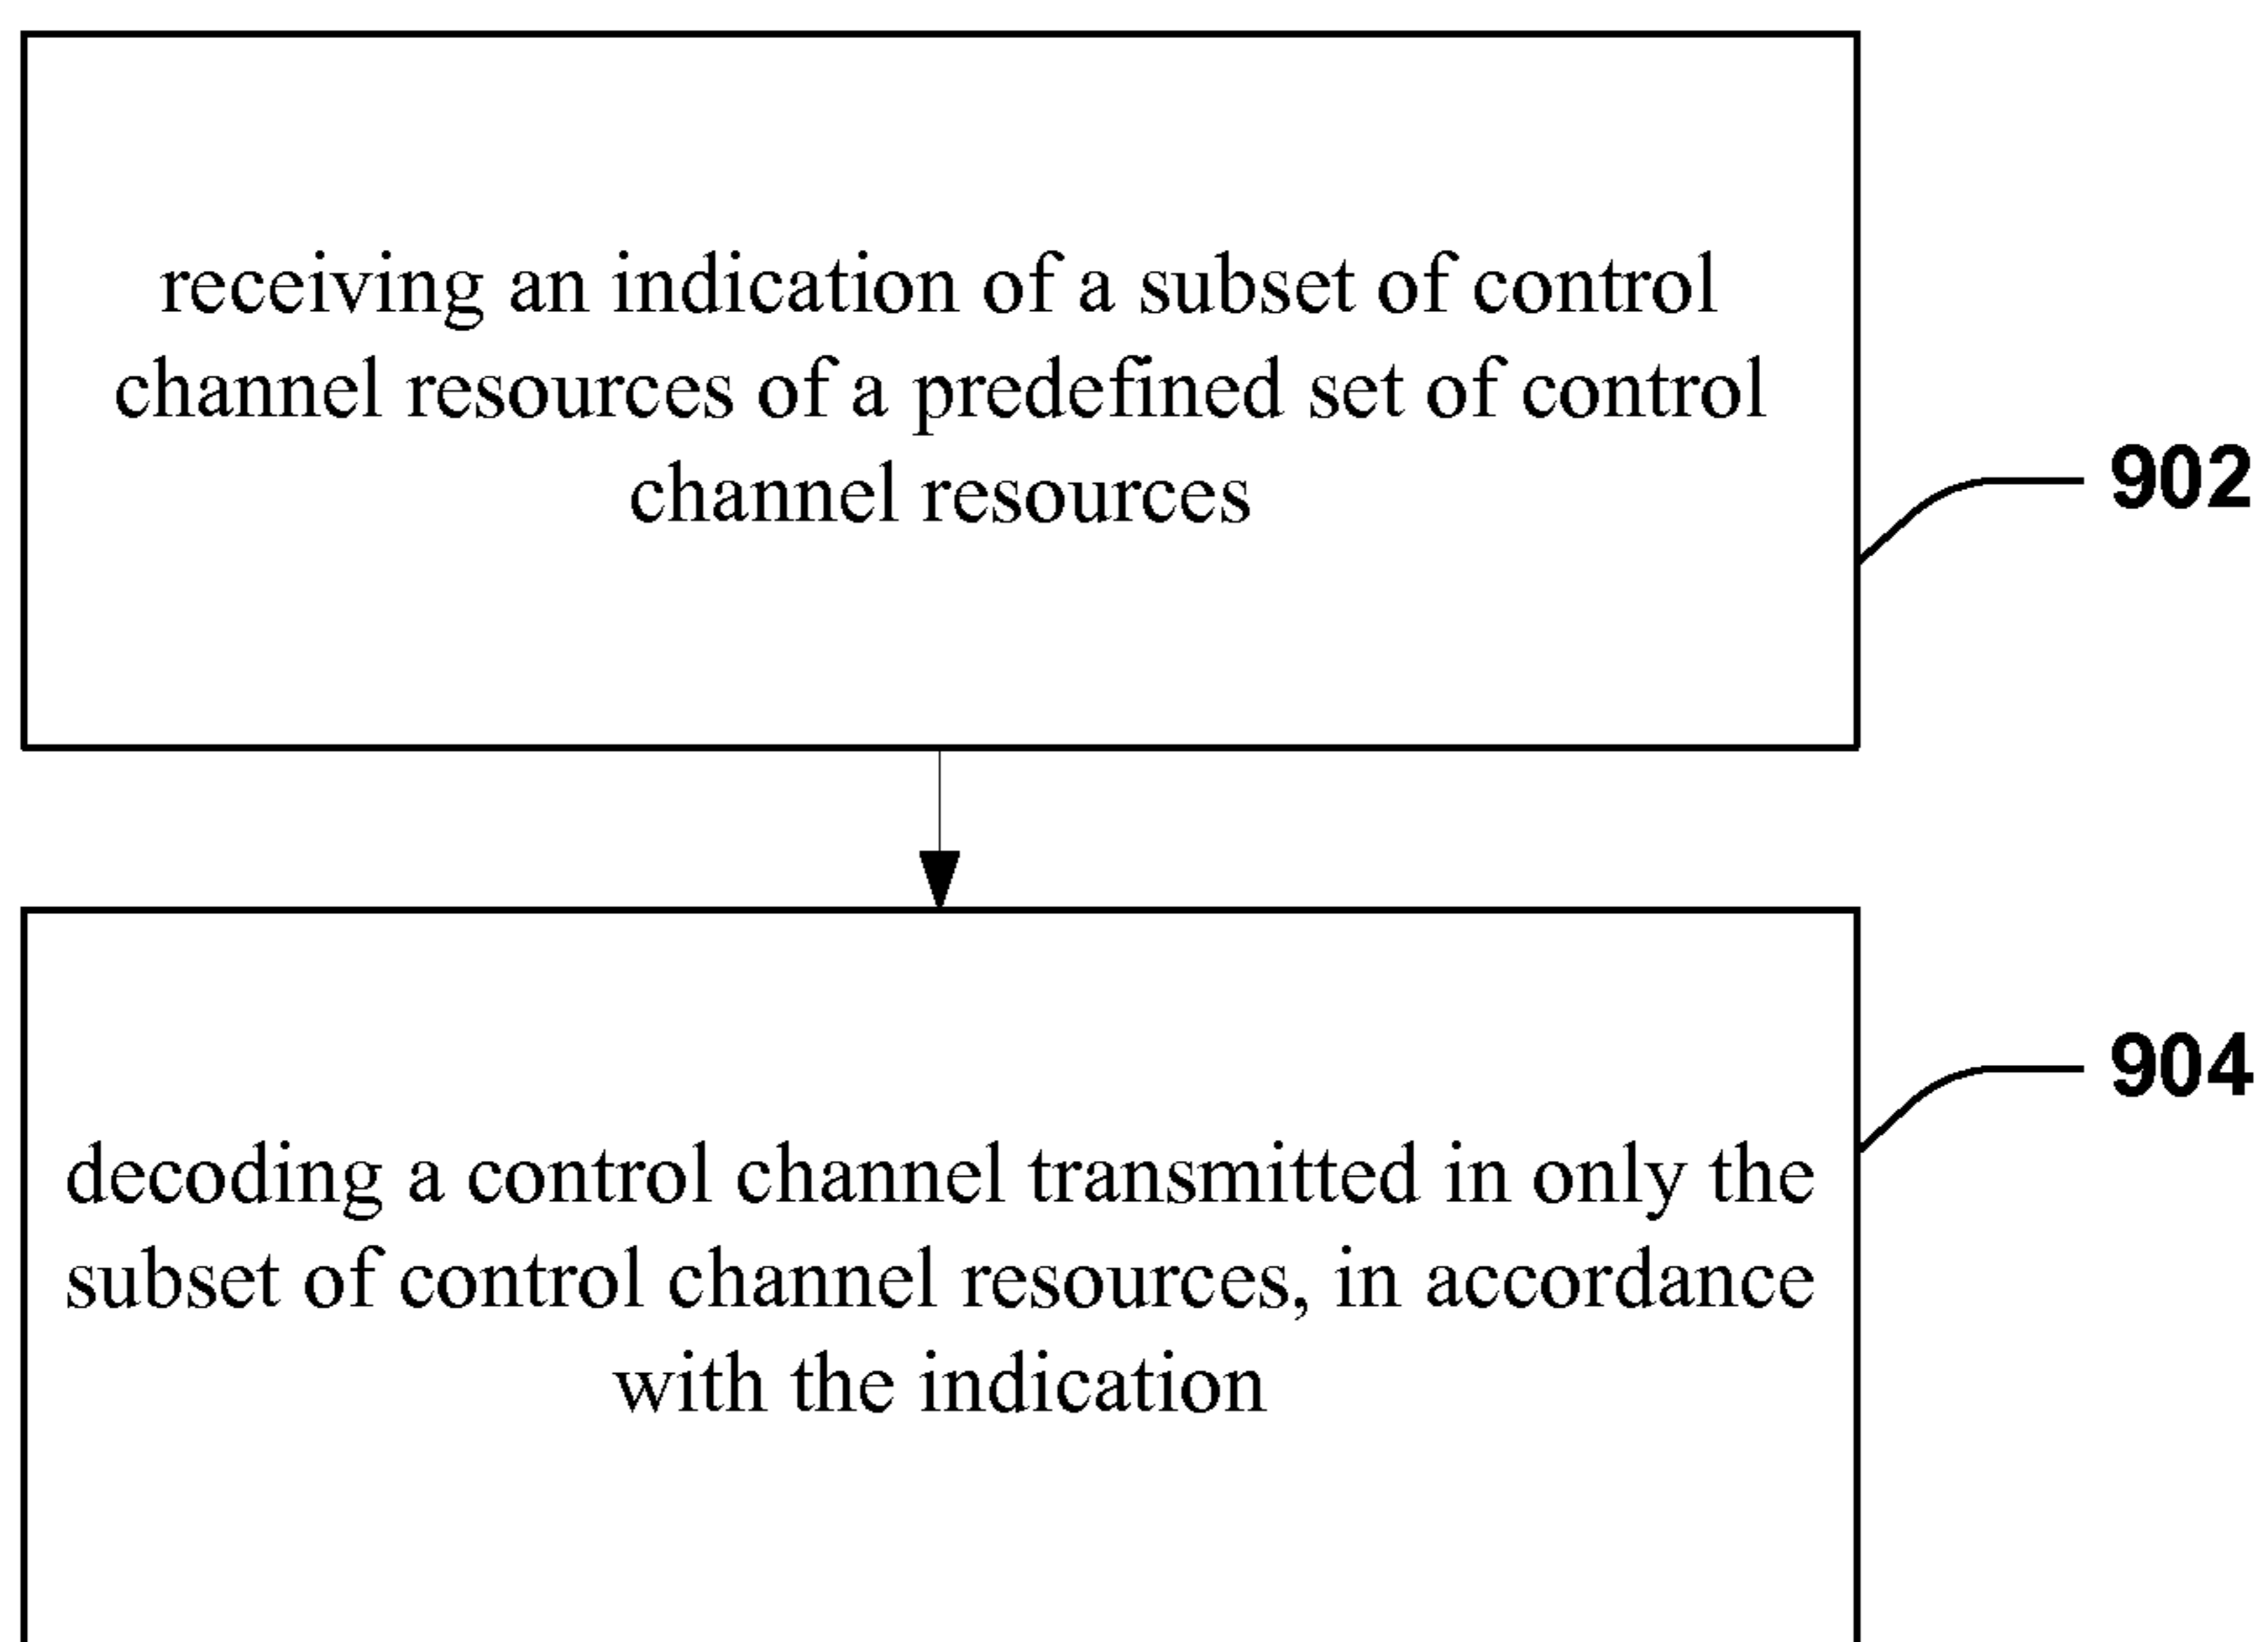 receiving an indication of a subset of control
channel resources of a predefined set of control
channel resources
902
904
decoding a control channel transmitted in only the
subset of control channel resources, in accordance
with the indication